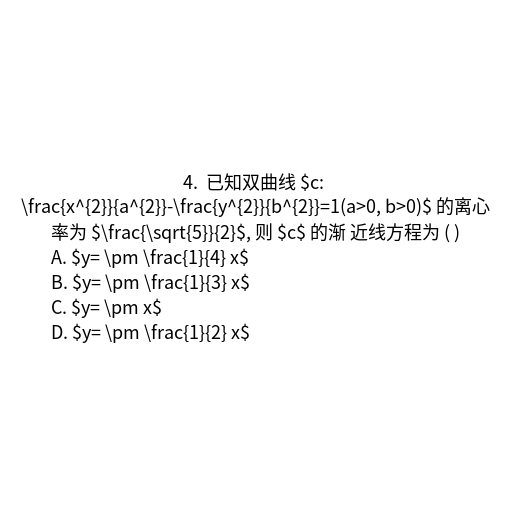 4. 已知双曲线 $c:
\frac{x^{2}}{a^{2}}-\frac{y^{2}}{b^{2}}=1(a>0, b>0)$ 的离心
率为 $\frac{\sqrt{5}}{2}$, 则 $c$ 的渐 近线方程为 ( )
A. $y= \pm \frac{1}{4} x$
B. $y= \pm \frac{1}{3} x$
C. $y= \pm x$
D. $y= \pm \frac{1}{2} x$